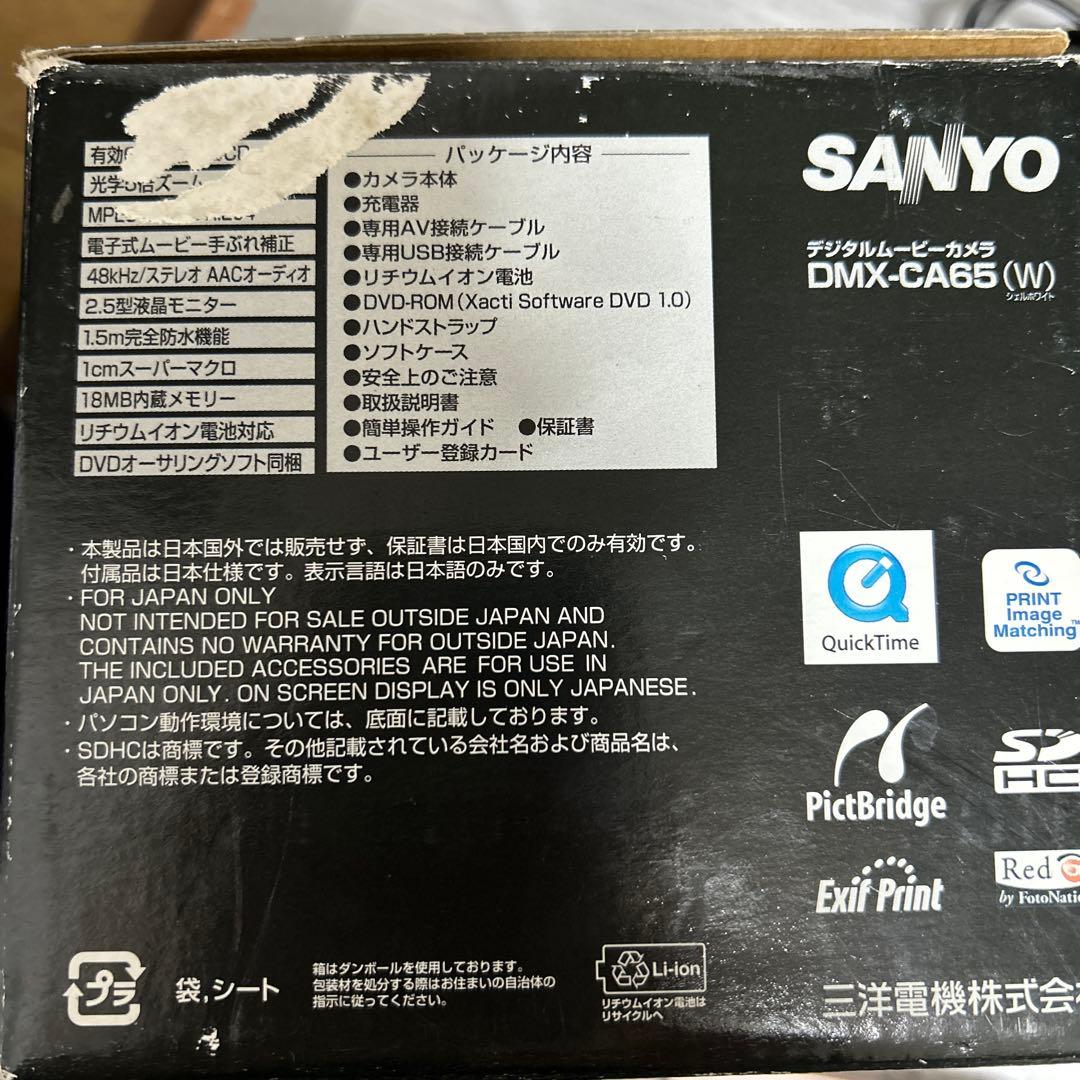 有効
光学5倍ズーム
電子式ムービー手ぶれ補正
48kHz/ステレオ AACオーディオ
2.5型液晶モニター
1.5m完全防水機能
1cmスーパーマクロ
18MB内蔵メモリー
リチウムイオン電池対応
DVDオーサリングソフト同梱
パッケージ内容
●カメラ本体
●充電器
●専用AV接続ケーブル
●専用USB接続ケーブル
●リチウムイオン電池
●DVD-ROM(Xacti Software DVD 1.0)
●ハンドストラップ
●ソフトケース
●安全上のご注意
●取扱説明書
●簡単操作ガイド ●保証書
●ユーザー登録カード
SANYO
デジタルムービーカメラ
DMX-CA65(W)
シェルホワイト
・本製品は日本国外では販売せず、保証書は日本国内でのみ有効です。
付属品は日本仕様です。表示言語は日本語のみです。
・FOR JAPAN ONLY
NOT INTENDED FOR SALE OUTSIDE JAPAN AND
CONTAINS NO WARRANTY FOR OUTSIDE JAPAN.
THE INCLUDED ACCESSORIES ARE FOR USE IN
JAPAN ONLY. ON SCREEN DISPLAY IS ONLY JAPANESE.
・パソコン動作環境については、底面に記載しております。
・SDHCは商標です。その他記載されている会社名および商品名は、
各社の商標または登録商標です。
QuickTime
PRINT
Image
Matching™
PictBridge
SD
HC
Exif Print
Red
by FotoNati
プラ
袋,シート
箱はダンボールを使用しております。
包装材を処分する際はお住まいの自治体の
指示に従ってください。
Li-ion
リチウムイオン電池は
リサイクルへ
三洋電機株式会